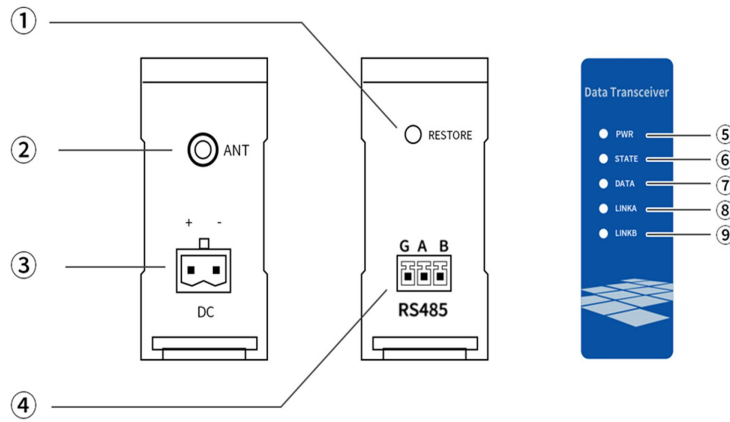 ①
②
③
④
ANT
+ -
DC
RESTORE
G A B
RS485
Data Transceiver
PWR ⑤
STATE ⑥
DATA ⑦
LINKA ⑧
LINKB ⑨